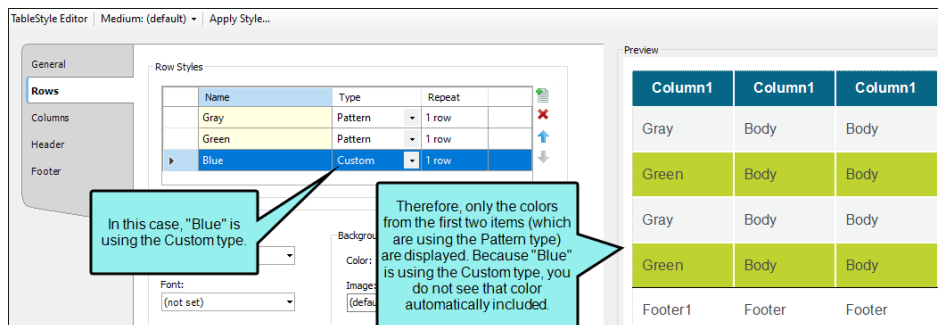 TableStyle Editor | Medium: (default) | Apply Style...
General
Rows
Columns
Header
Footer
Row Styles
Name Type Repeat
Gray Pattern 1 row
Green Pattern 1 row
Blue Custom 1 row
In this case, "Blue" is
using the Custom type.
Font:
(not set)
Color:
Image:
Therefore, only the colors
from the first two items (which
are using the Pattern type)
are displayed. Because "Blue"
is using the Custom type, you
do not see that color
automatically included.
Preview
Column1 Column1 Column1
Gray Body Body
Green Body Body
Gray Body Body
Green Body Body
Footer1 Footer Footer